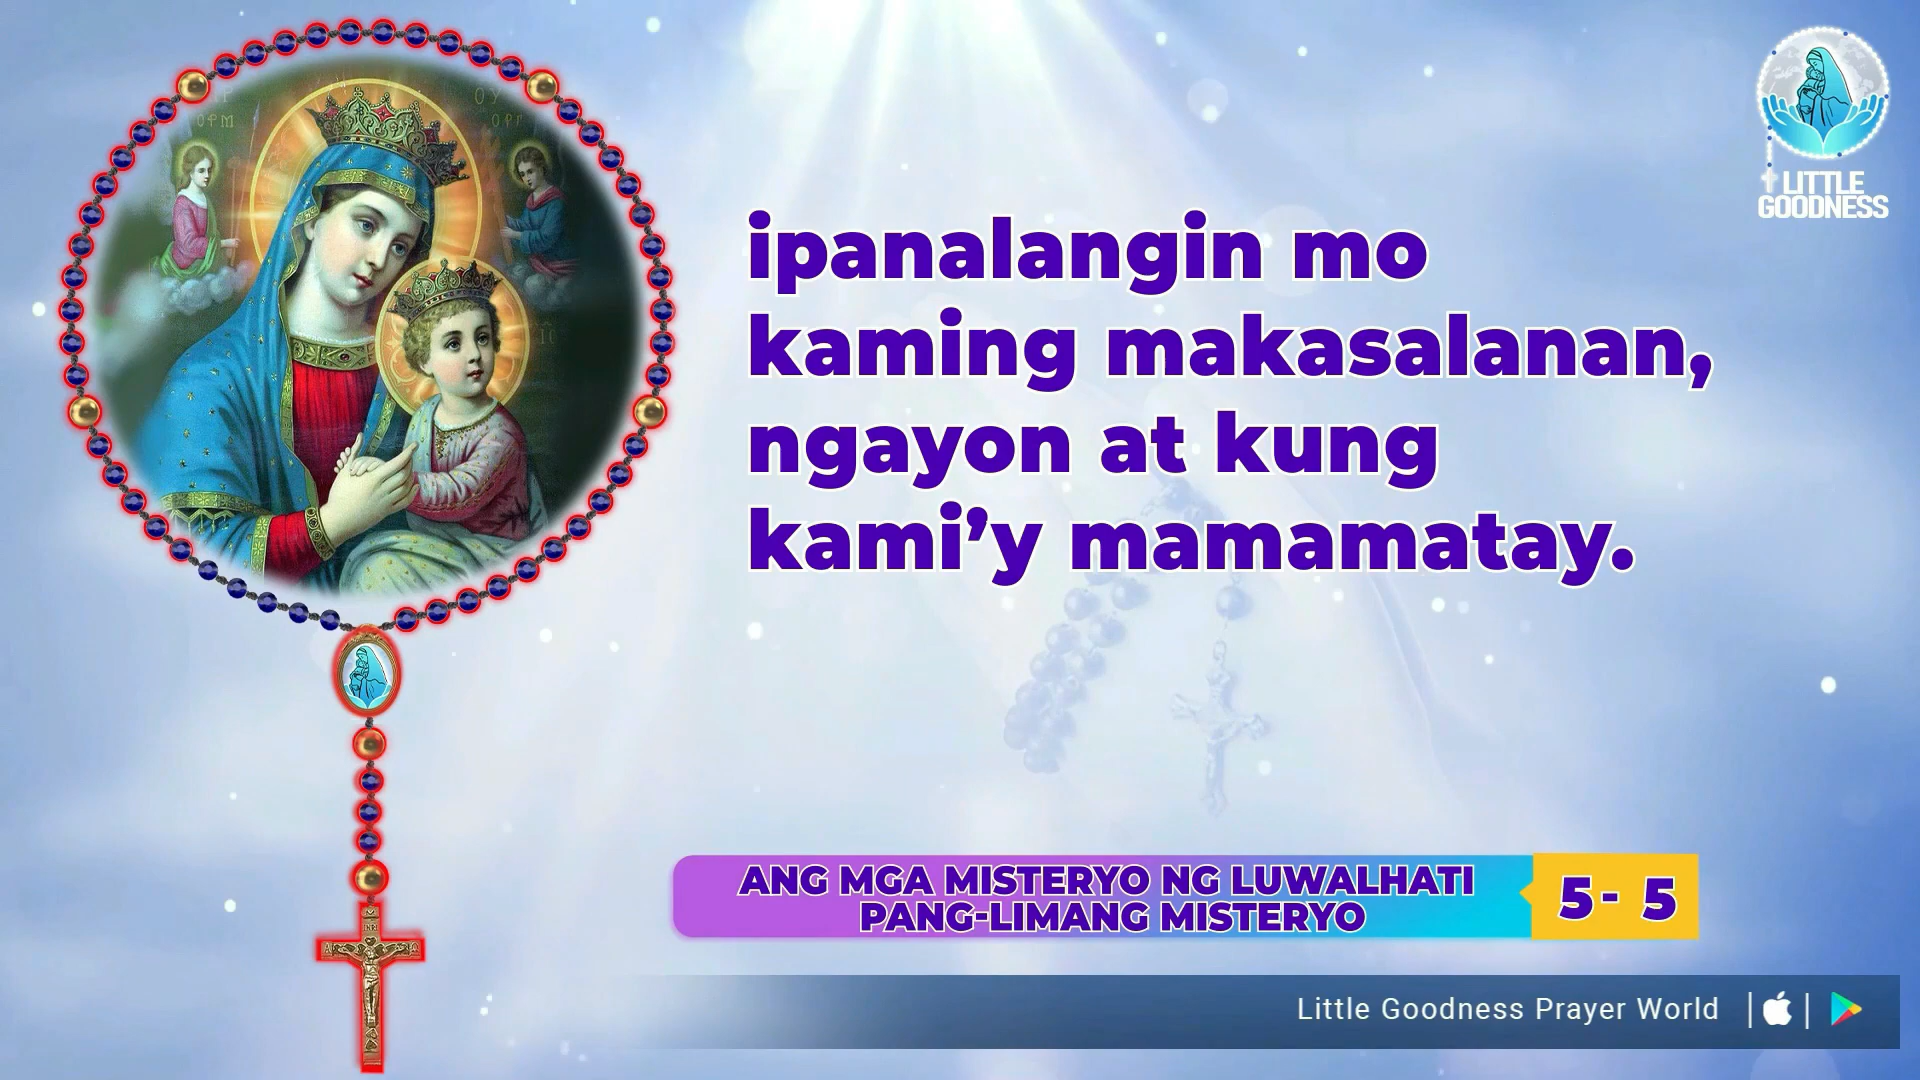 ipanalangin mo
kaming makasalanan,
ngayon at kung
kami’y mamamatay.
LITTLE
GOODNESS
ANG MGA MISTERYO NG LUWALHATI
PANG-LIMANG MISTERYO
5- 5
Little Goodness Prayer World
INRI